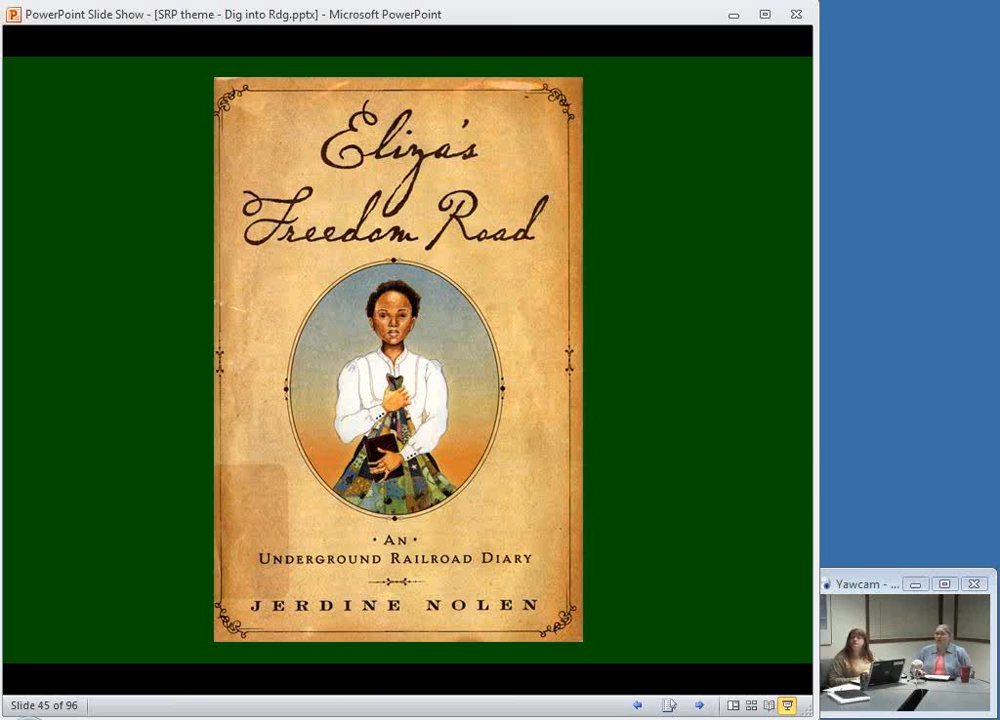 PowerPoint Slide Show - [SRP theme - Dig into Rdg.pptx] - Microsoft PowerPoint
Eliza's
Freedom Road
· An ·
Underground Railroad Diary
JERDINE NOLEN
Yawcam - ...
Slide 45 of 96